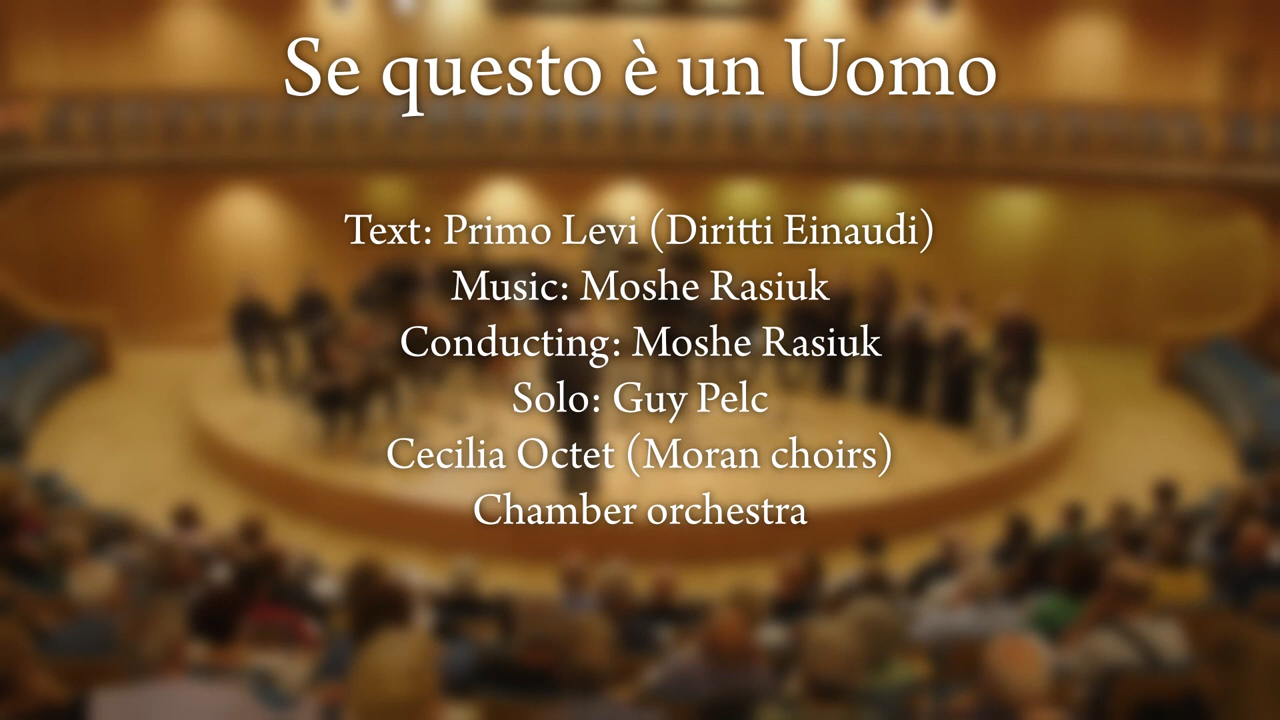 Se questo è un Uomo
Text: Primo Levi (Diritti Einaudi)
Music: Moshe Rasiuk
Conducting: Moshe Rasiuk
Solo: Guy Pelc
Cecilia Octet (Moran choirs)
Chamber orchestra